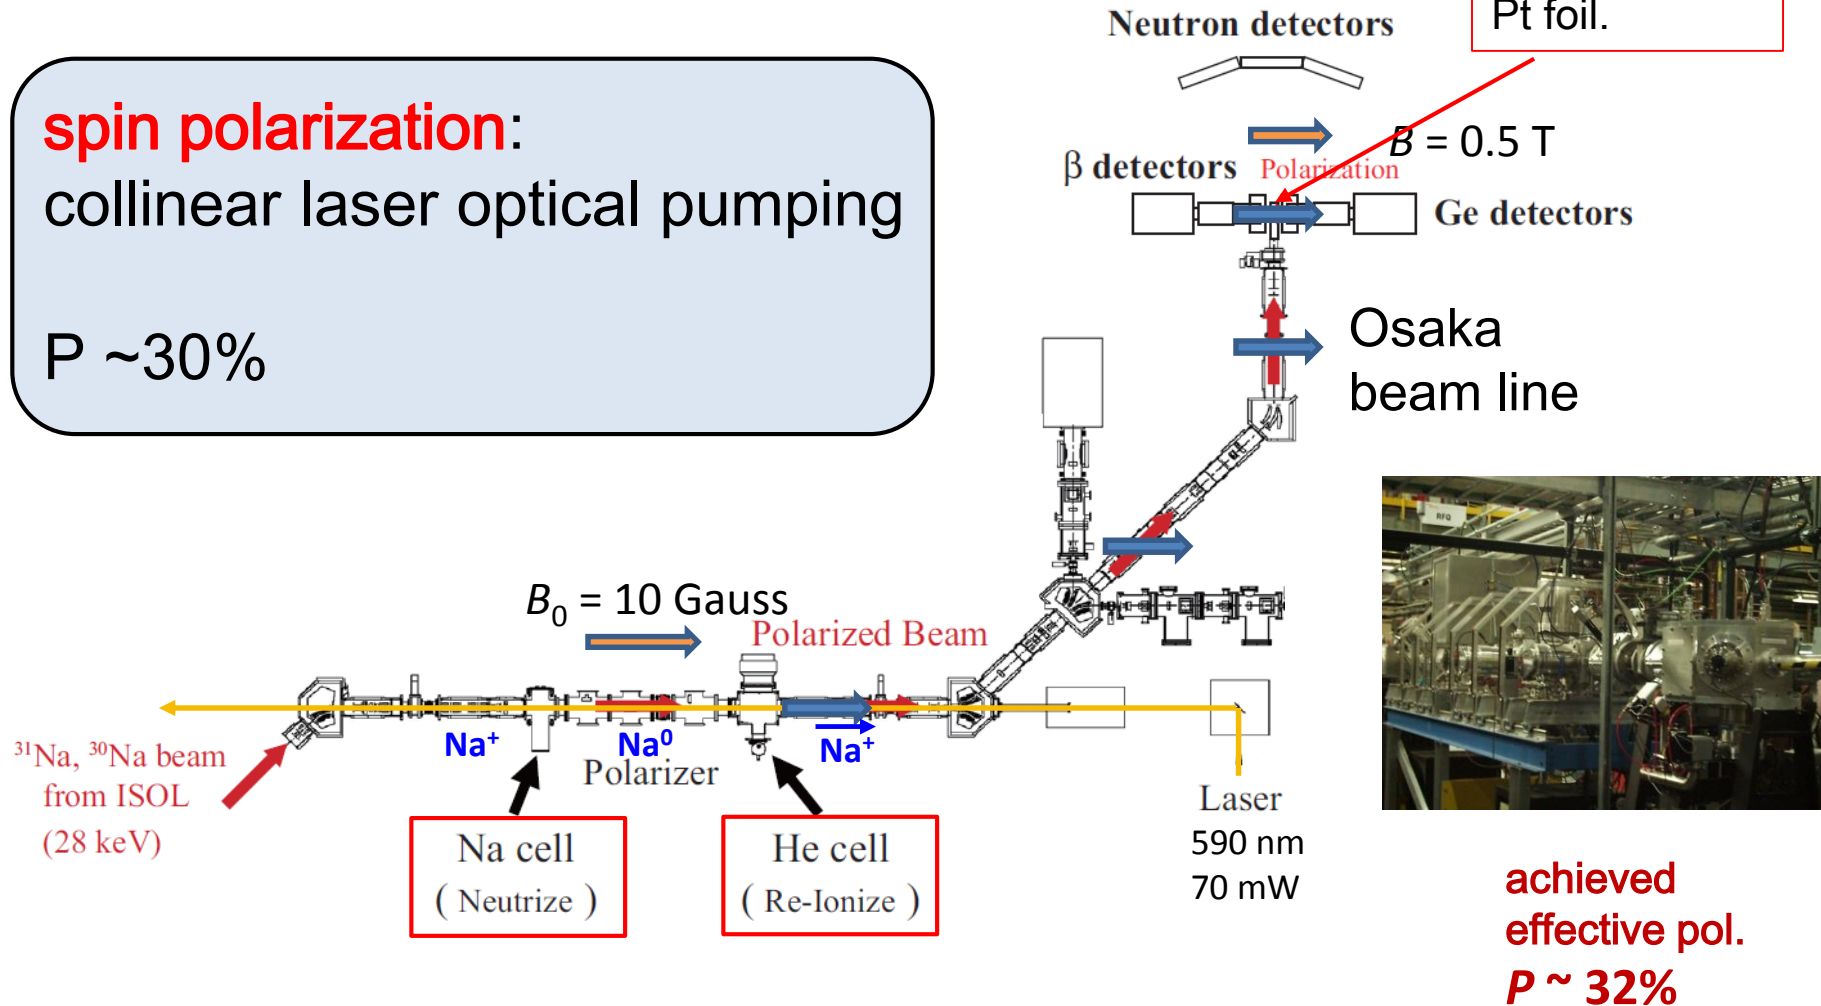 Pt foil.
Neutron detectors
spin polarization:
collinear laser optical pumping
P ~30%
B = 0.5 T
β detectors
Polarization
Ge detectors
Osaka
beam line
RFQ
B0 = 10 Gauss
Polarized Beam
Na+
Na0
Na+
Polarizer
31Na, 30Na beam
from ISOL
(28 keV)
Na cell
( Neutrize )
He cell
( Re-Ionize )
Laser
590 nm
70 mW
achieved
effective pol.
P ~ 32%